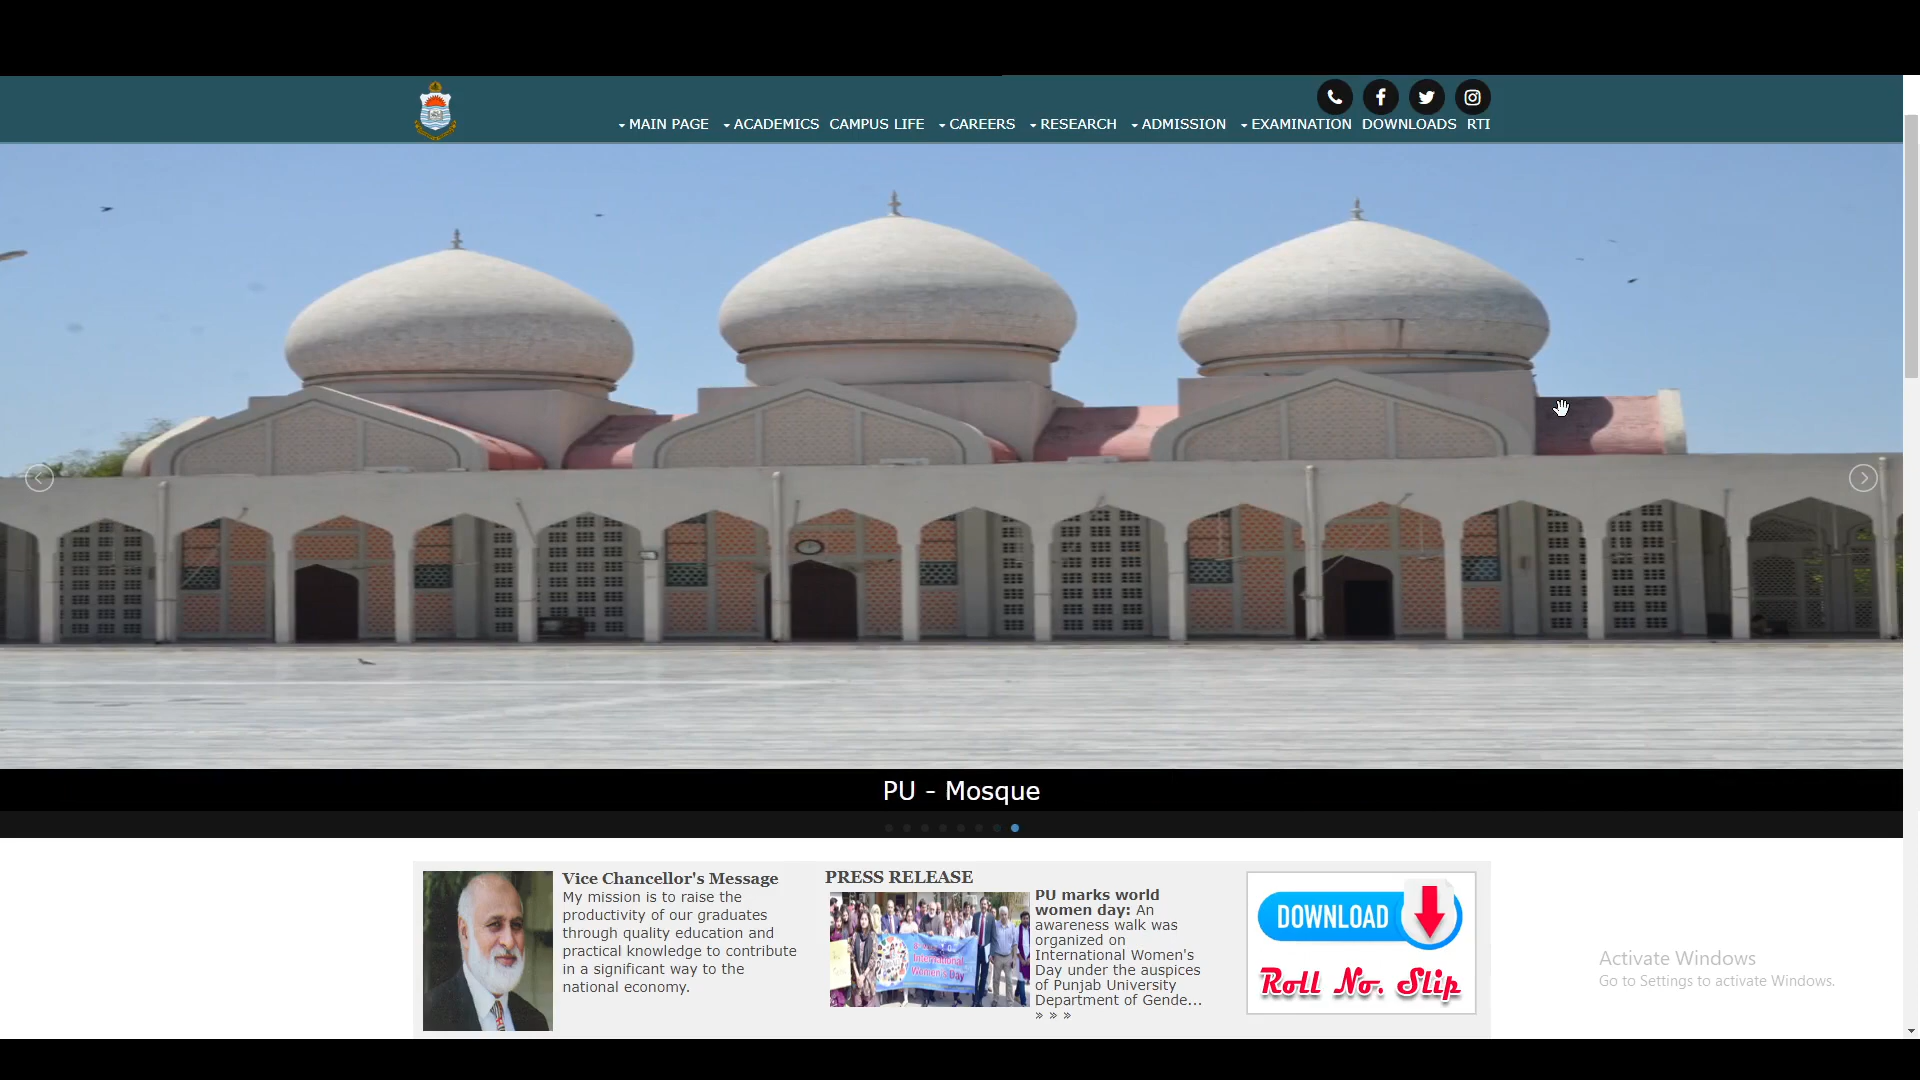 MAIN PAGE ACADEMICS CAMPUS LIFE CAREERS RESEARCH ADMISSION EXAMINATION DOWNLOADS RTI
PU - Mosque
Vice Chancellor's Message
My mission is to raise the
productivity of our graduates
through quality education and
practical knowledge to contribute
in a significant way to the
national economy.
PRESS RELEASE
International
Women's Day
PU marks world
women day: An
awareness walk was
organized on
International Women's
Day under the auspices
of Punjab University
Department of Gende...
» » »
DOWNLOAD
Roll No. Slip
Activate Windows
Go to Settings to activate Windows.